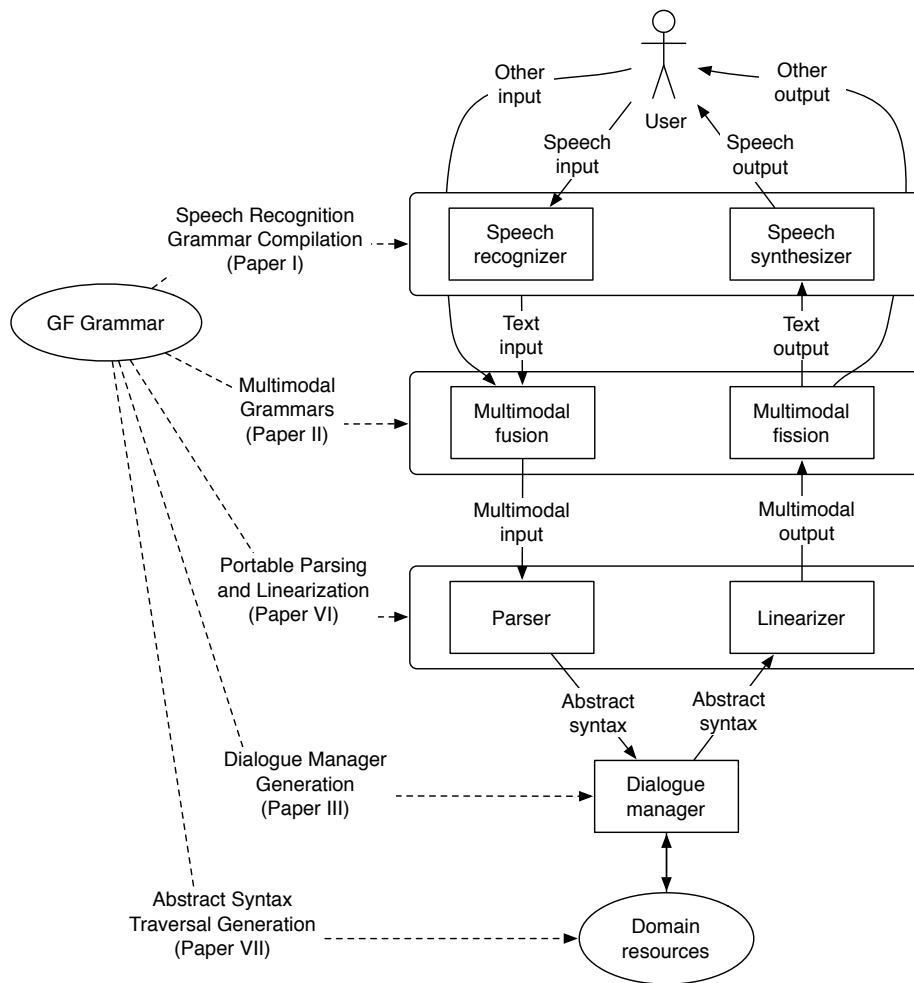 Other
input
Other
output
User
Speech
input
Speech
output
Speech Recognition
Grammar Compilation
(Paper I)
Speech
recognizer
Speech
synthesizer
GF Grammar
Text
input
Text
output
Multimodal
Grammars
(Paper II)
Multimodal
fusion
Multimodal
fission
Multimodal
input
Multimodal
output
Portable Parsing
and Linearization
(Paper VI)
Parser
Linearizer
Abstract
syntax
Abstract
syntax
Dialogue Manager
Generation
(Paper III)
Dialogue
manager
Abstract Syntax
Traversal Generation
(Paper VII)
Domain
resources